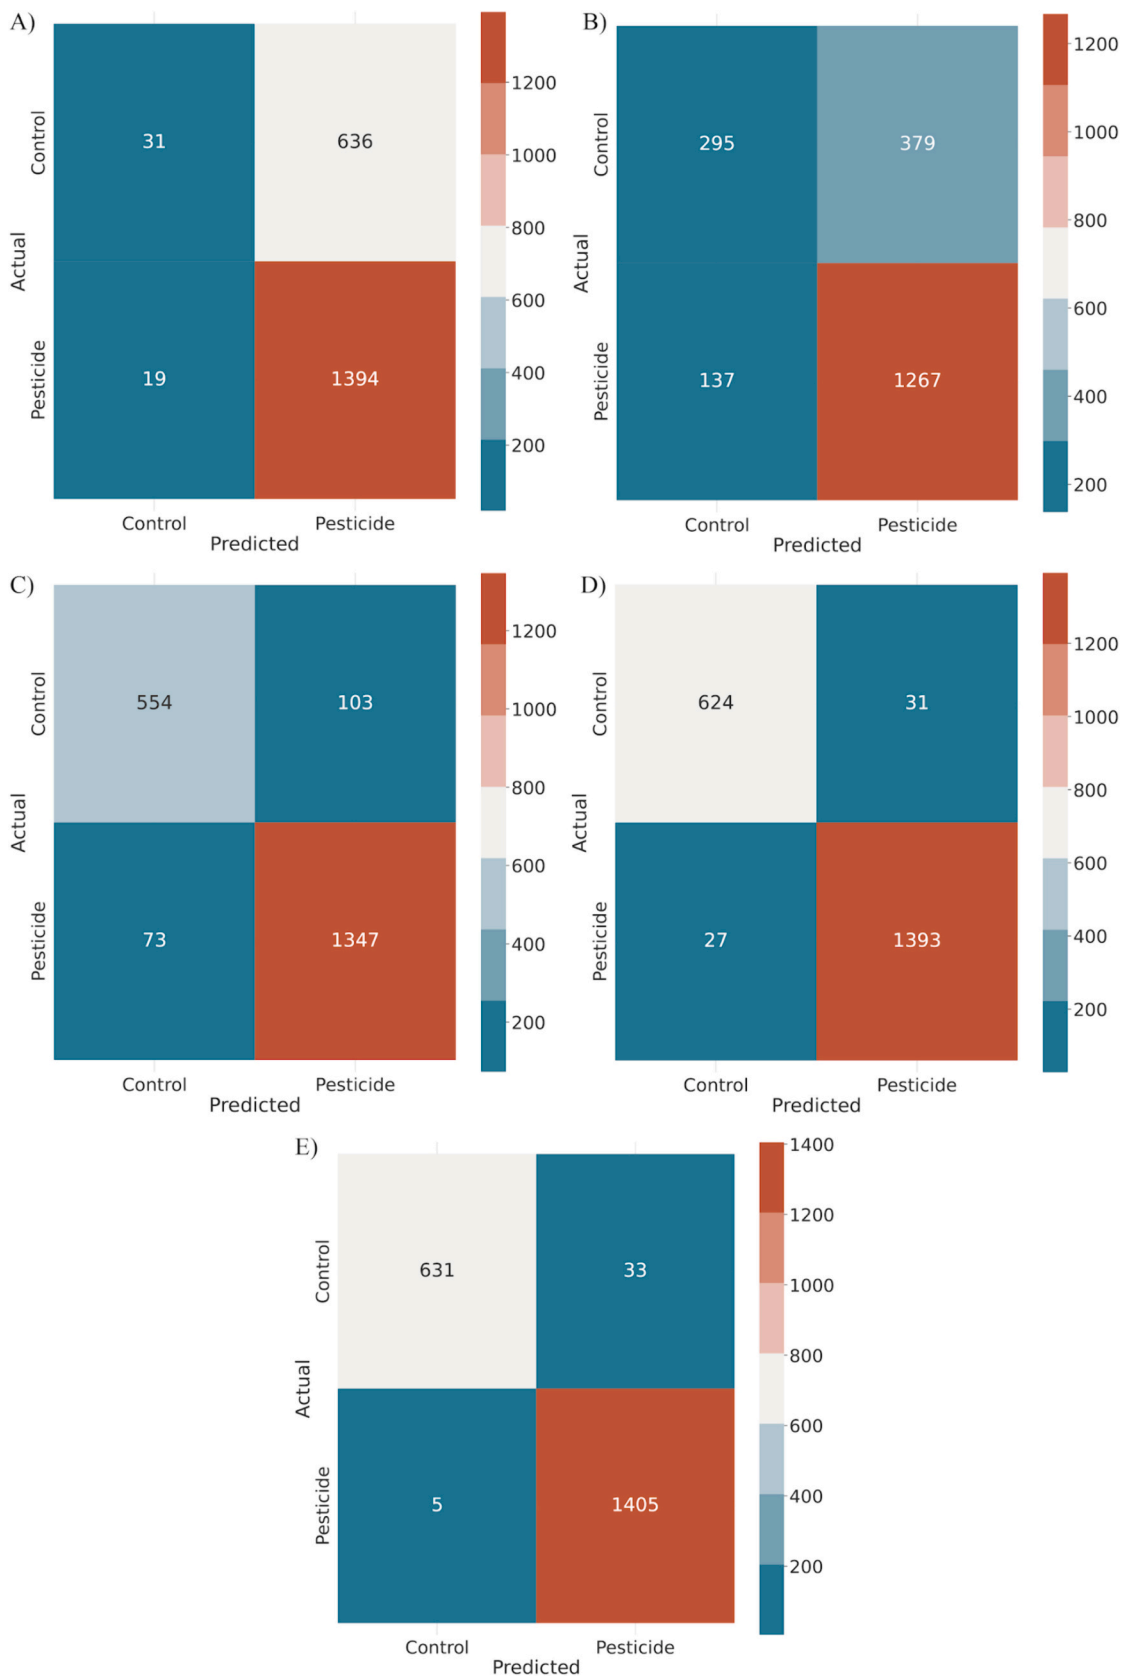 A)
Actual
Control
Pesticide
31
636
19
1394
Control
Pesticide
Predicted
1200
1000
800
600
400
200
B)
Actual
Control
Pesticide
295
379
137
1267
Control
Pesticide
Predicted
1200
1000
800
600
400
200
C)
Actual
Control
Pesticide
554
103
73
1347
Control
Pesticide
Predicted
1200
1000
800
600
400
200
D)
Actual
Control
Pesticide
624
31
27
1393
Control
Pesticide
Predicted
1200
1000
800
600
400
200
E)
Actual
Control
Pesticide
631
33
5
1405
Control
Pesticide
Predicted
1400
1200
1000
800
600
400
200